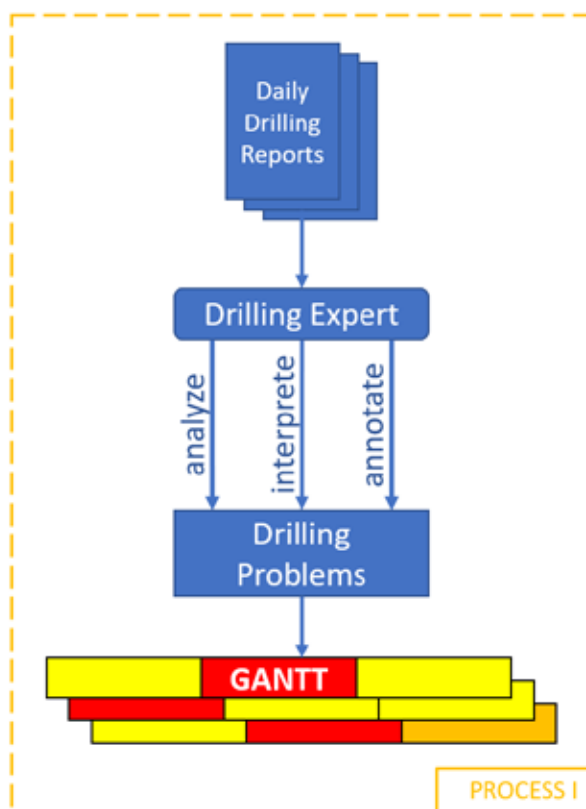 Daily
Drilling
Reports
Drilling Expert
analyze
interprete
annotate
Drilling
Problems
GANTT
PROCESS I